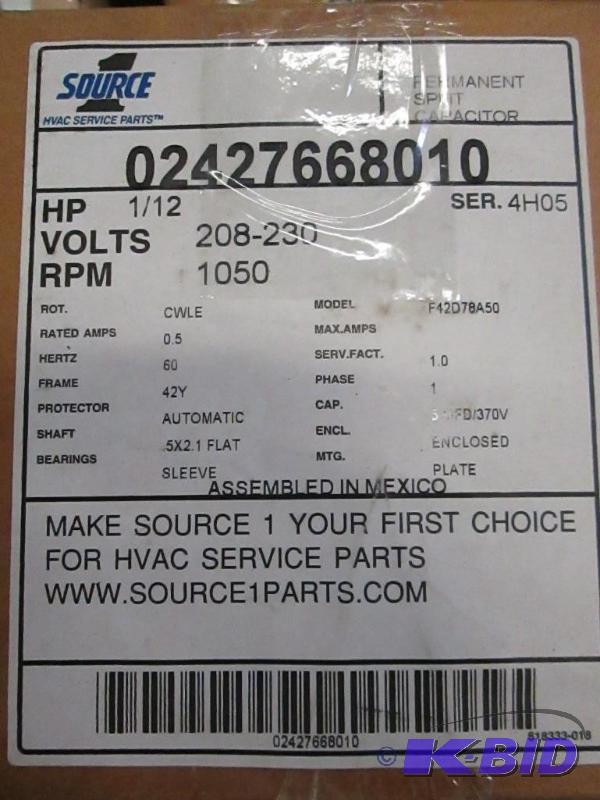 1
SOURCE
HVAC SERVICE PARTS™
PERMANENT
SPLIT
CAPACITOR
02427668010
HP 1/12 SER. 4H05
VOLTS 208-230
RPM 1050
ROT. CWLE MODEL F42D78A50
RATED AMPS 0.5 MAX.AMPS
HERTZ 60 SERV.FACT. 1.0
FRAME 42Y PHASE 1
PROTECTOR AUTOMATIC CAP.
SHAFT .5X2.1 FLAT ENCL. ENCLOSED
BEARINGS SLEEVE MTG. PLATE
ASSEMBLED IN MEXICO
MAKE SOURCE 1 YOUR FIRST CHOICE
FOR HVAC SERVICE PARTS
WWW.SOURCE1PARTS.COM
02427668010
618333-018
© K-BID